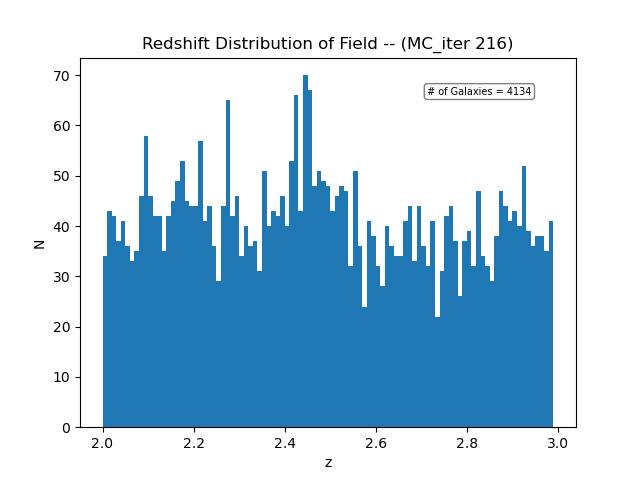 Redshift Distribution of Field -- (MC_iter 216)
# of Galaxies = 4134
70
60
50
40
30
20
10
0
N
2.0 2.2 2.4 2.6 2.8 3.0
z